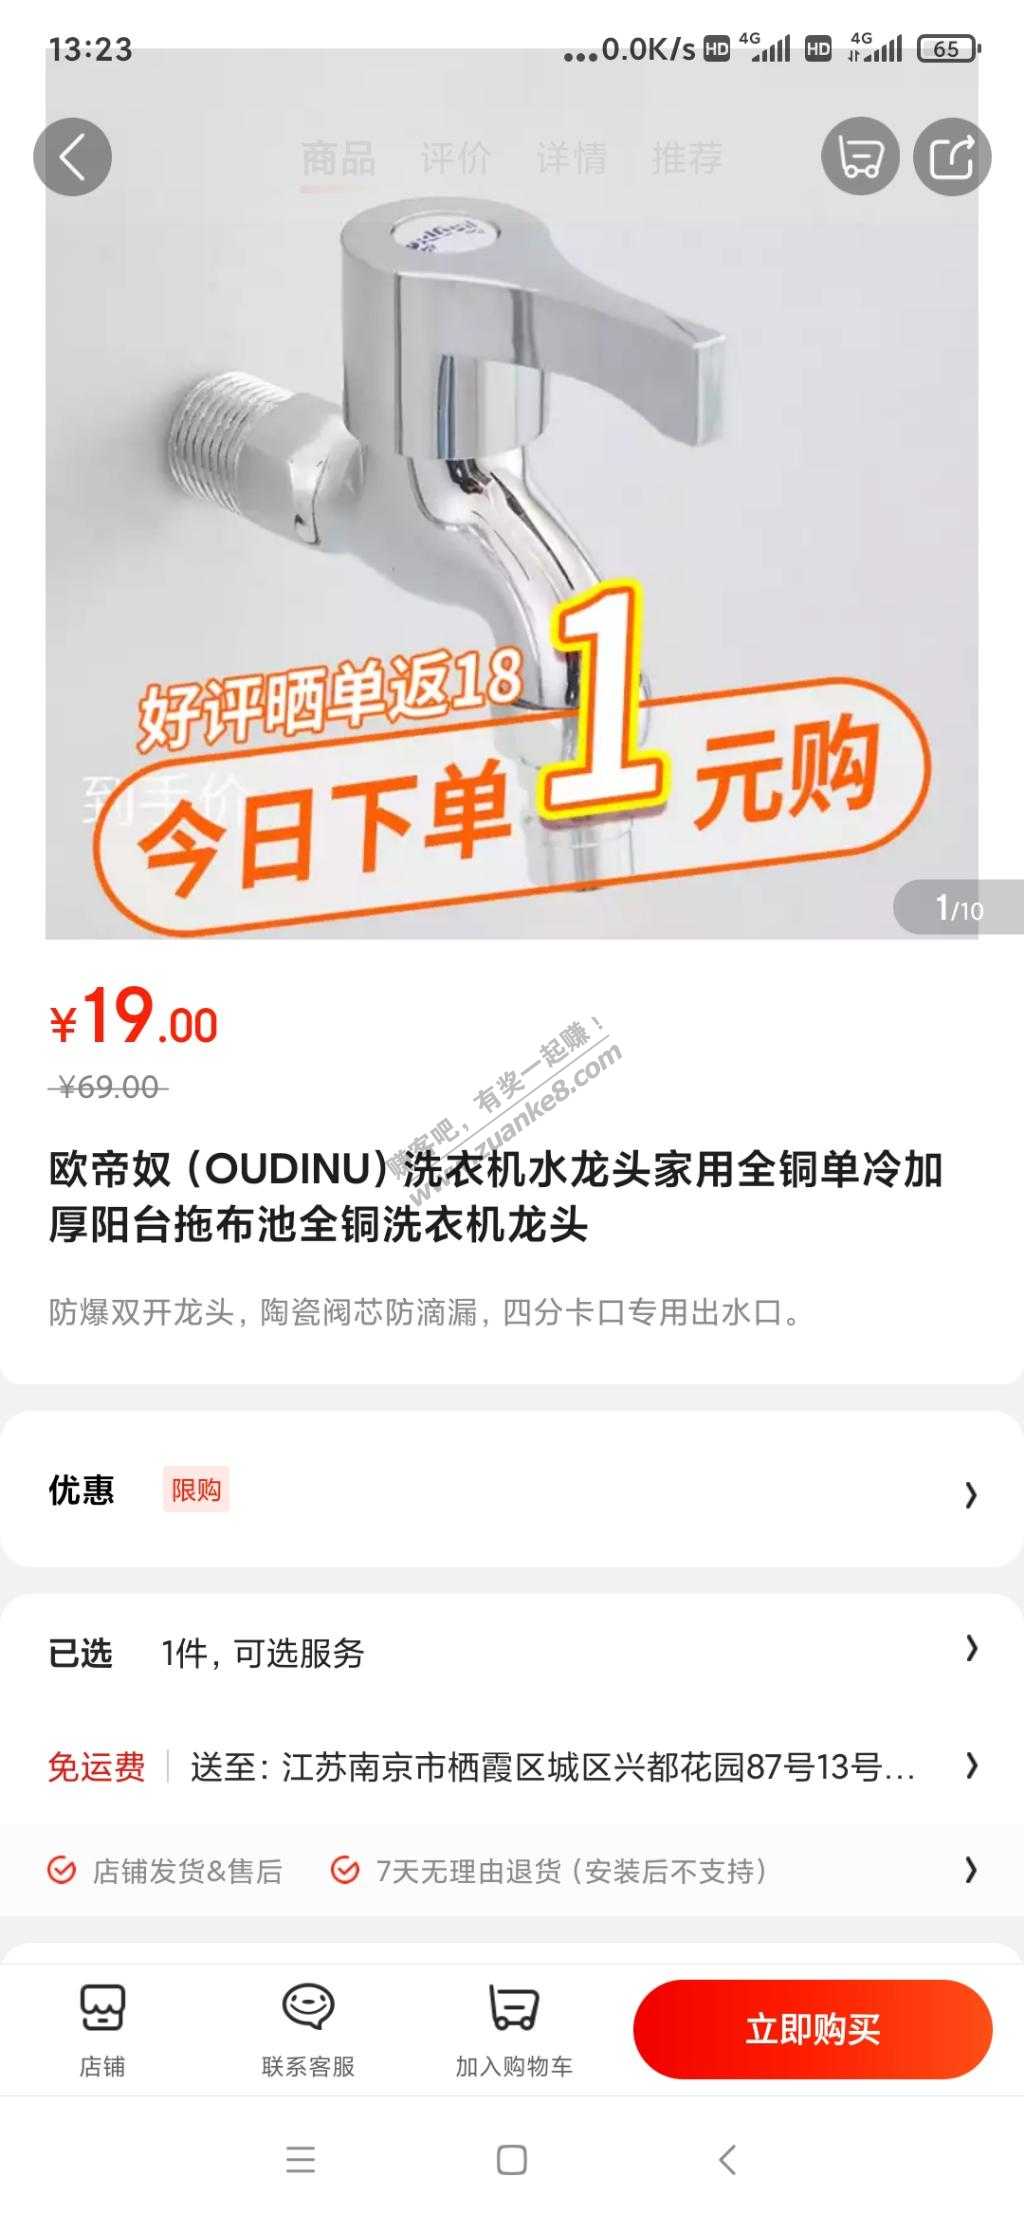 13:23
...0.0K/s HD 4G HD 4G 65
商品 评价 详情 推荐
好评晒单返18
到手价
今日下单1元购
1/10
¥19.00
¥69.00
赚客吧，有奖一起赚！
www.zuanke8.com
欧帝奴（OUDINU）洗衣机水龙头家用全铜单冷加
厚阳台拖布池全铜洗衣机龙头
防爆双开龙头，陶瓷阀芯防滴漏，四分卡口专用出水口。
优惠 限购
已选 1件，可选服务
免运费 送至：江苏南京市栖霞区城区兴都花园87号13号...
店铺发货&售后 7天无理由退货（安装后不支持）
店铺 联系客服 加入购物车 立即购买